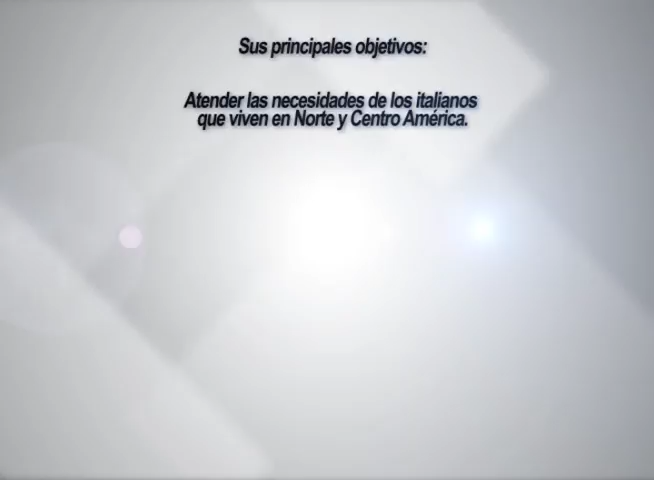 Sus principales objetivos:
Atender las necesidades de los italianos
que viven en Norte y Centro América.